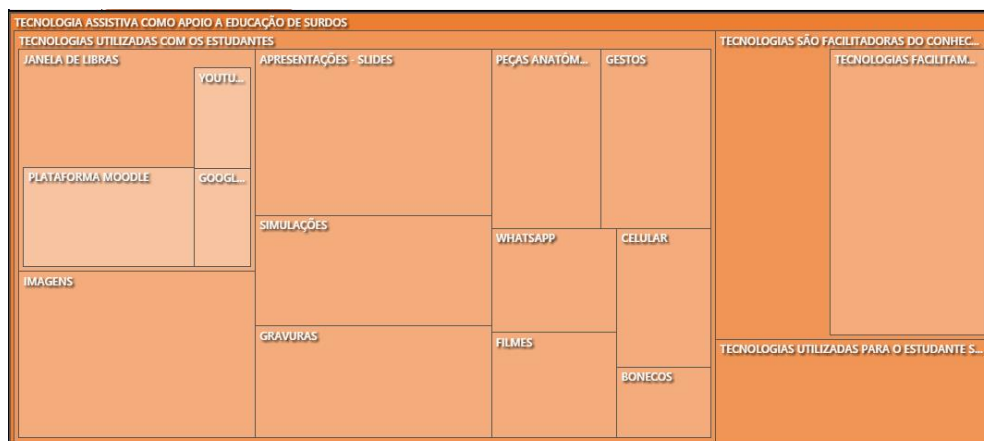 TECNOLOGIA ASSISTIVA COMO APOIO A EDUCAÇÃO DE SURDOS
TECNOLOGIAS UTILIZADAS COM OS ESTUDANTES
JANELA DE LIBRAS
YOUTU...
PLATAFORMA MOODLE
GOOGL...
IMAGENS
APRESENTAÇÕES - SLIDES
SIMULAÇÕES
GRAVURAS
PEÇAS ANATÔM...
GESTOS
WHATSAPP
CELULAR
FILMES
BONECOS
TECNOLOGIAS SÃO FACILITADORAS DO CONHEC...
TECNOLOGIAS FACILITAM...
TECNOLOGIAS UTILIZADAS PARA O ESTUDANTE S...